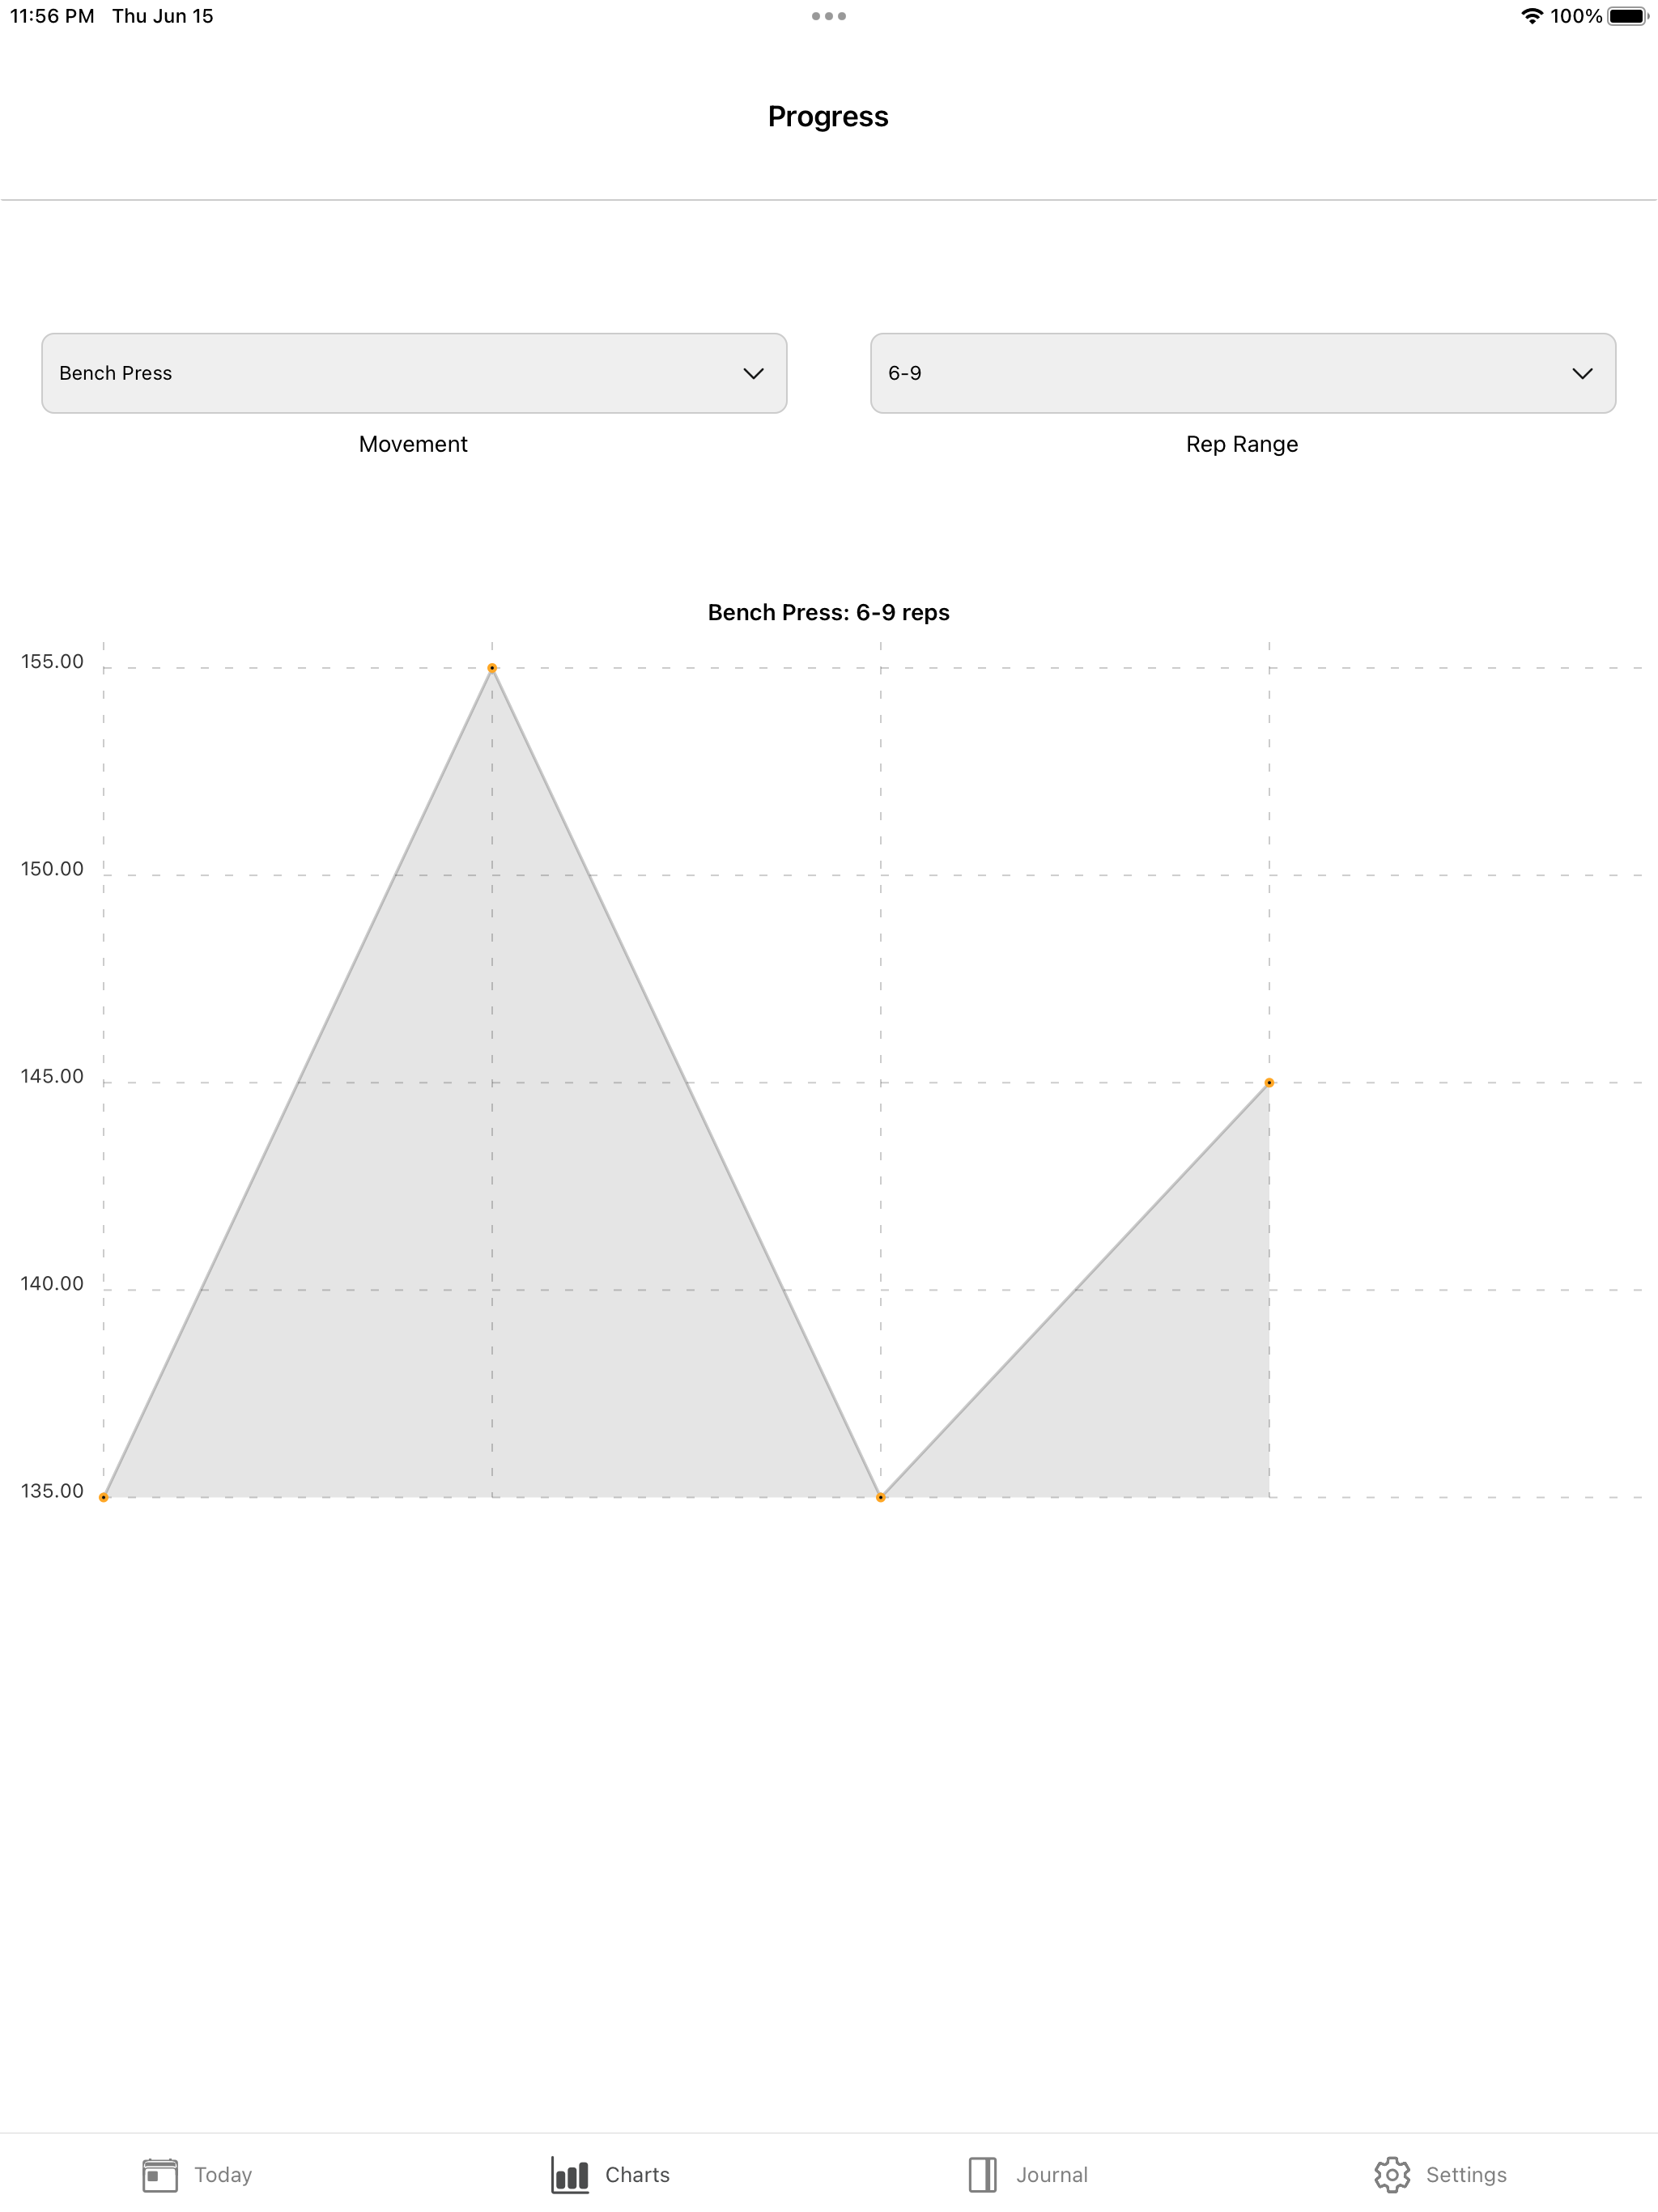 11:56 PM Thu Jun 15
100%
Progress
Bench Press
6-9
Movement
Rep Range
Bench Press: 6-9 reps
155.00
150.00
145.00
140.00
135.00
Today
Charts
Journal
Settings